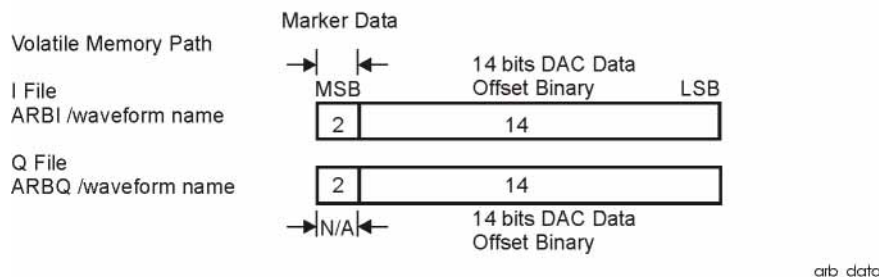 Marker Data
Volatile Memory Path
14 bits DAC Data
Offset Binary
I File
MSB
LSB
ARBI /waveform name
2
14
Q File
ARBQ /waveform name
2
14
N/A
14 bits DAC Data
Offset Binary
arb data